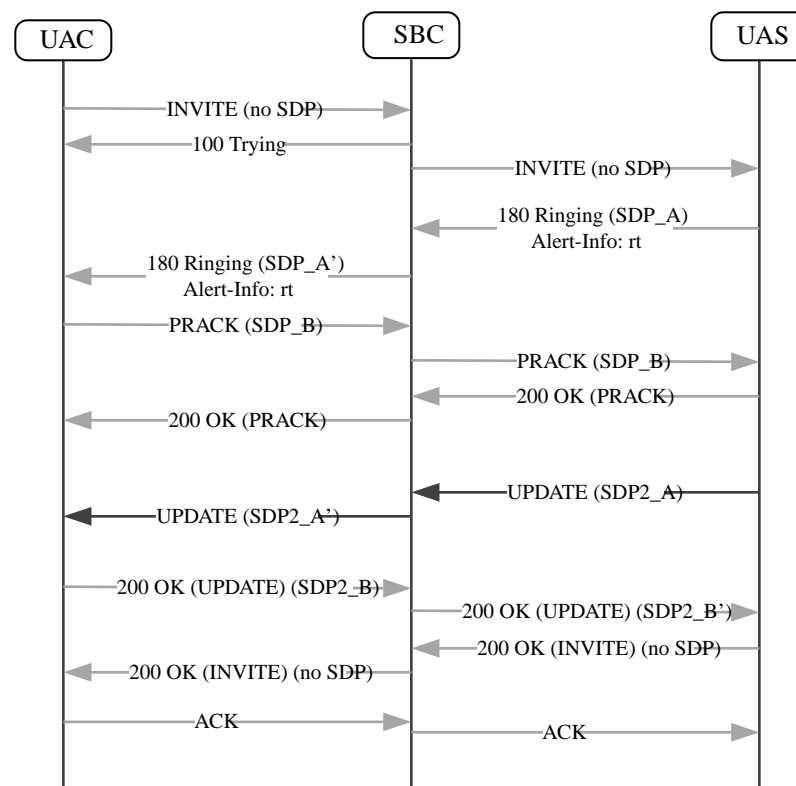 UAC
SBC
UAS
INVITE (no SDP)
100 Trying
INVITE (no SDP)
180 Ringing (SDP_A)
Alert-Info: rt
180 Ringing (SDP_A’)
Alert-Info: rt
PRACK (SDP_B)
PRACK (SDP_B)
200 OK (PRACK)
200 OK (PRACK)
UPDATE (SDP2_A)
UPDATE (SDP2_A’)
200 OK (UPDATE) (SDP2_B)
200 OK (UPDATE) (SDP2_B’)
200 OK (INVITE) (no SDP)
200 OK (INVITE) (no SDP)
ACK
ACK